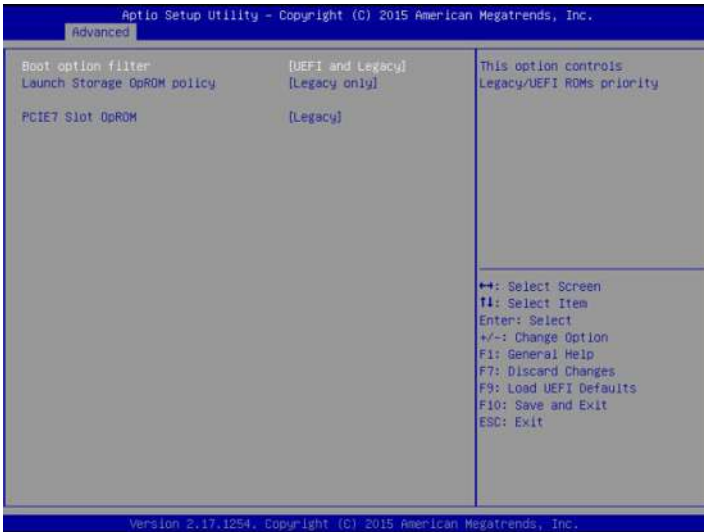 Aptio Setup Utility - Copyright (C) 2015 American Megatrends, Inc.
Advanced
Boot option filter [UEFI and Legacy]
Launch Storage OpROM policy [Legacy only]
PCIE7 Slot OpROM [Legacy]
This option controls
Legacy/UEFI ROMs priority
↔: Select Screen
↑↓: Select Item
Enter: Select
+/-: Change Option
F1: General Help
F7: Discard Changes
F9: Load UEFI Defaults
F10: Save and Exit
ESC: Exit
Version 2.17.1254. Copyright (C) 2015 American Megatrends, Inc.